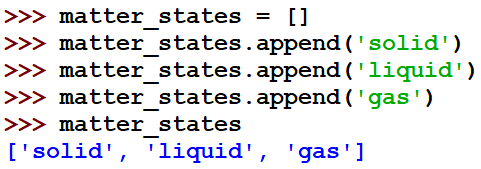 >>> matter_states = []
>>> matter_states.append('solid')
>>> matter_states.append('liquid')
>>> matter_states.append('gas')
>>> matter_states
['solid', 'liquid', 'gas']